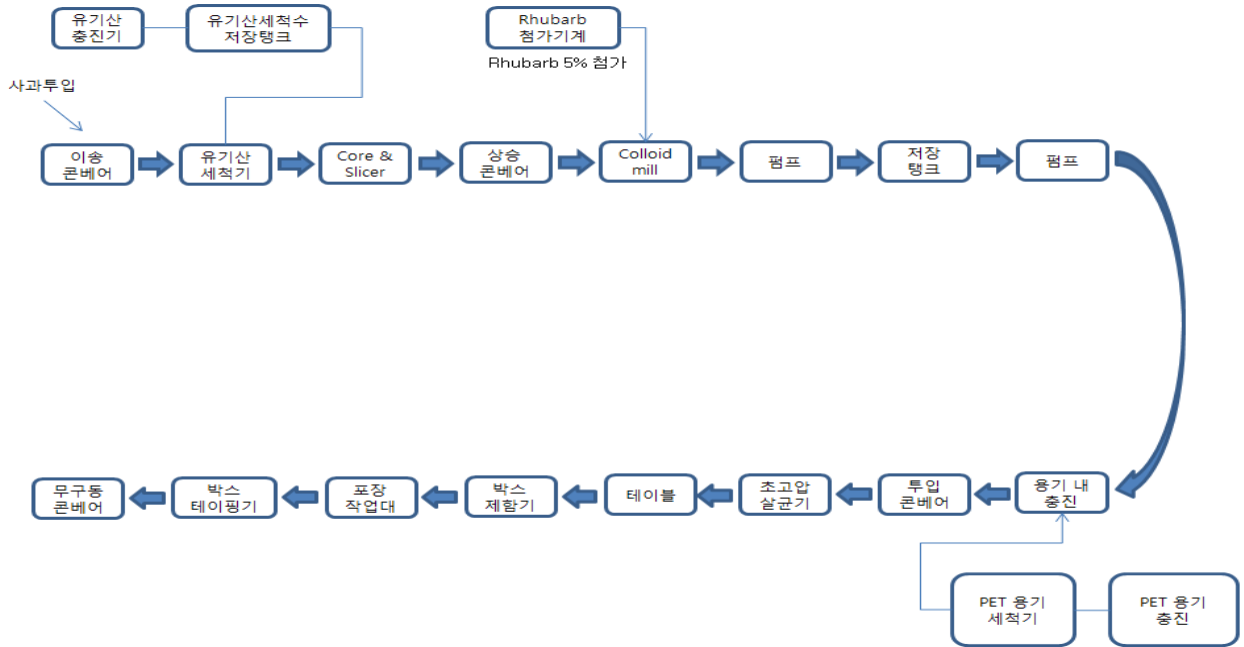 유기산
충진기
유기산세척수
저장탱크
Rhubarb
첨가기계
Rhubarb 5% 첨가
사과투입
이송
콘베어
유기산
세척기
Core &
Slicer
상승
콘베어
Colloid
mill
펌프
저장
탱크
펌프
무구동
콘베어
박스
테이핑기
포장
작업대
박스
제함기
테이블
초고압
살균기
투입
콘베어
용기 내
충진
PET 용기
세척기
PET 용기
충진